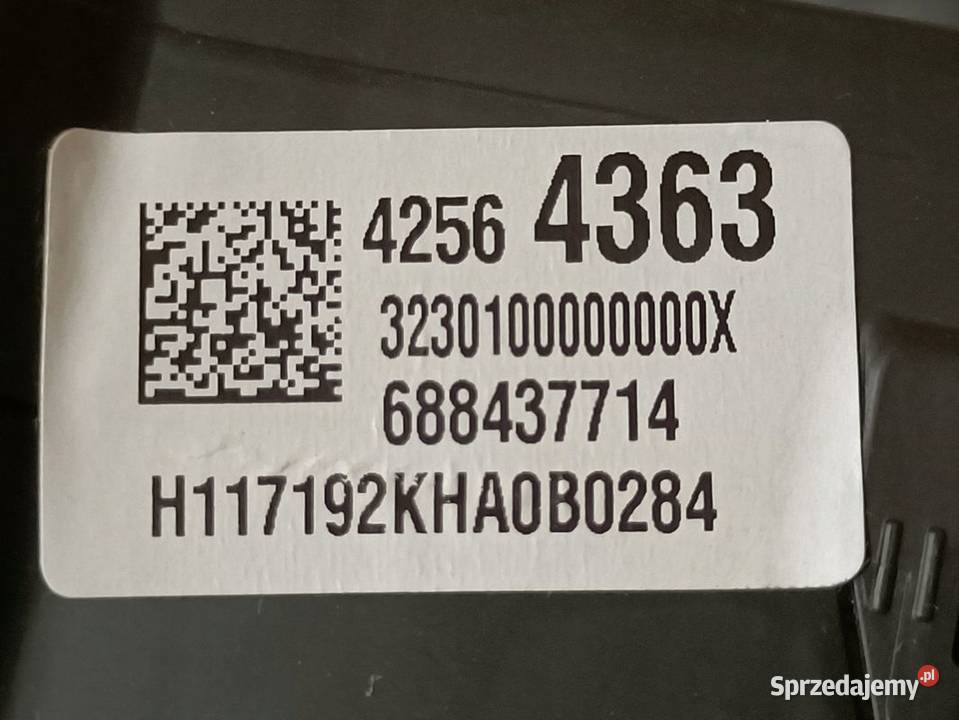 4256 4363
3230100000000X
688437714
H117192KHA0B0284
Sprzedajemy.pl